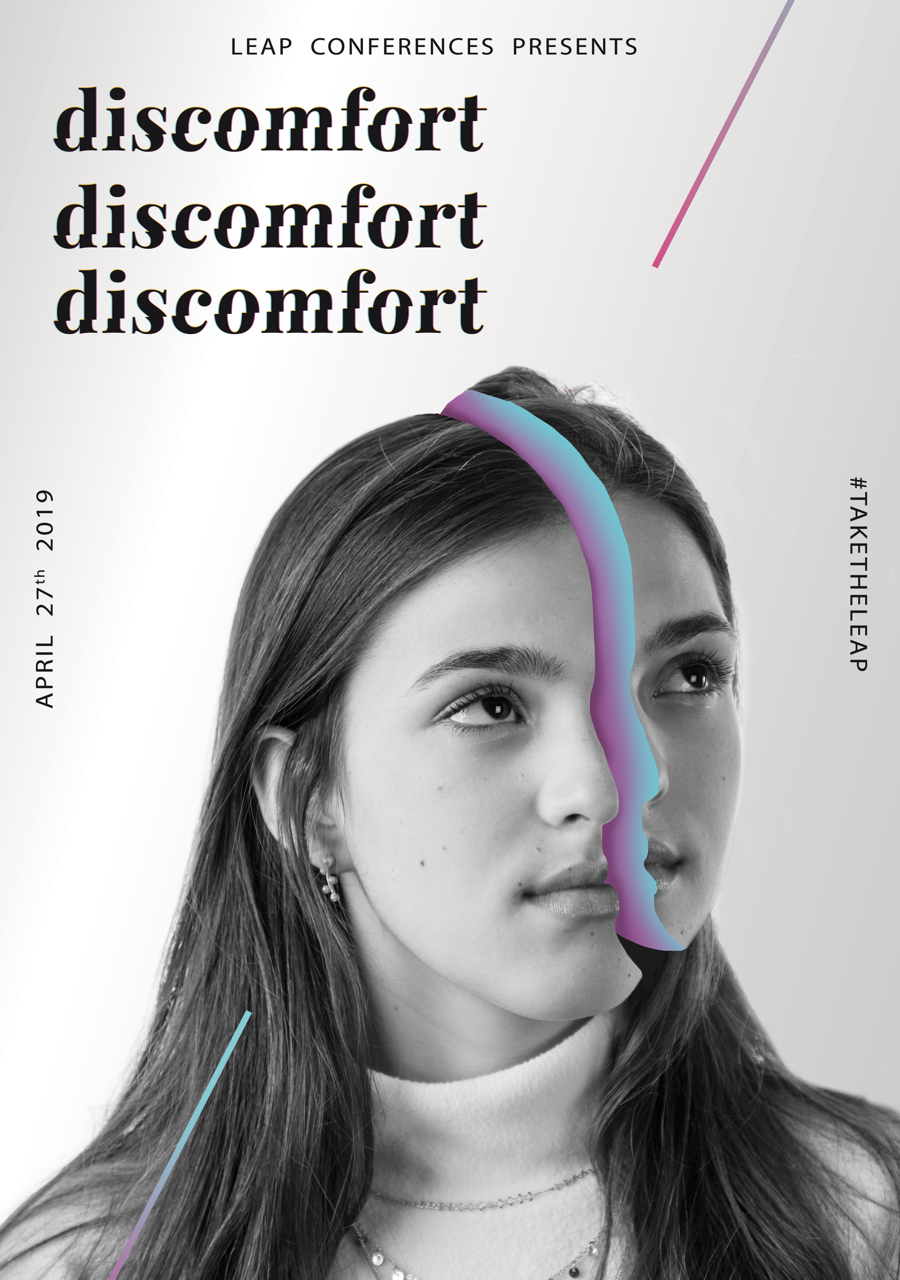 LEAP CONFERENCES PRESENTS
discomfort
discomfort
discomfort
APRIL 27th 2019
#TAKETHELEAP